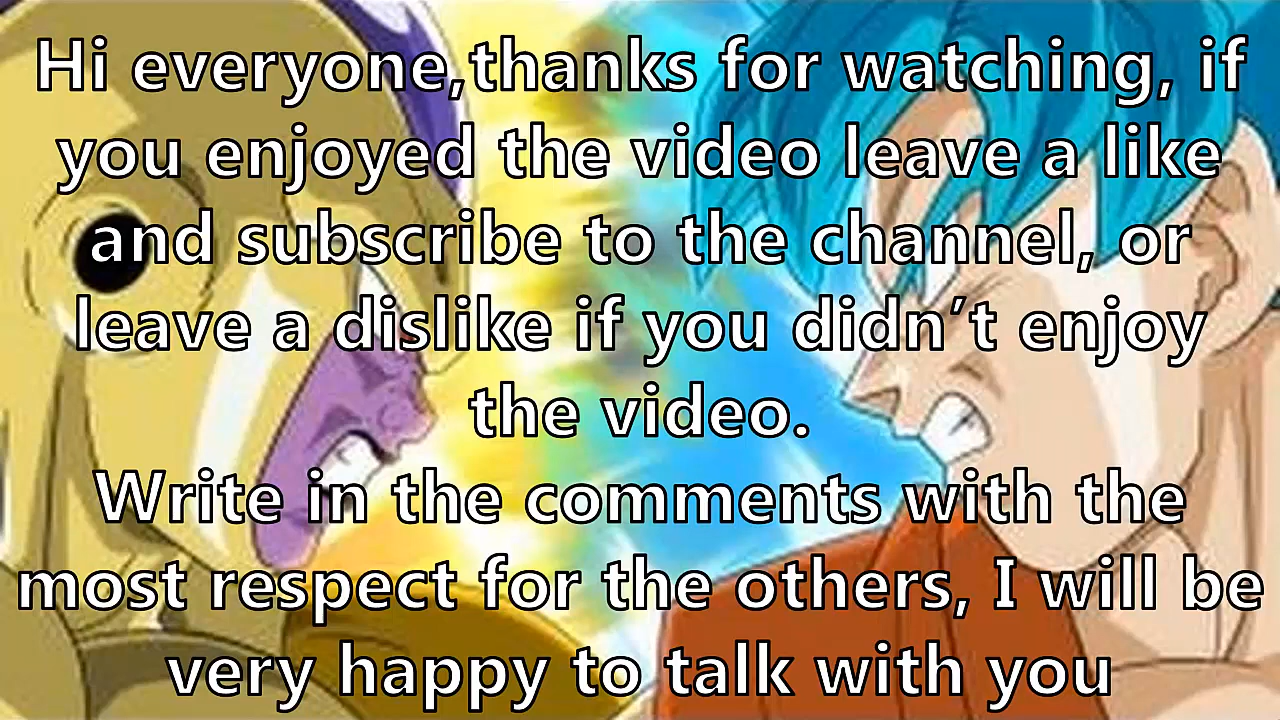 Hi everyone,thanks for watching, if
you enjoyed the video leave a like
and subscribe to the channel, or
leave a dislike if you didn’t enjoy
the video.
Write in the comments with the
most respect for the others, I will be
very happy to talk with you